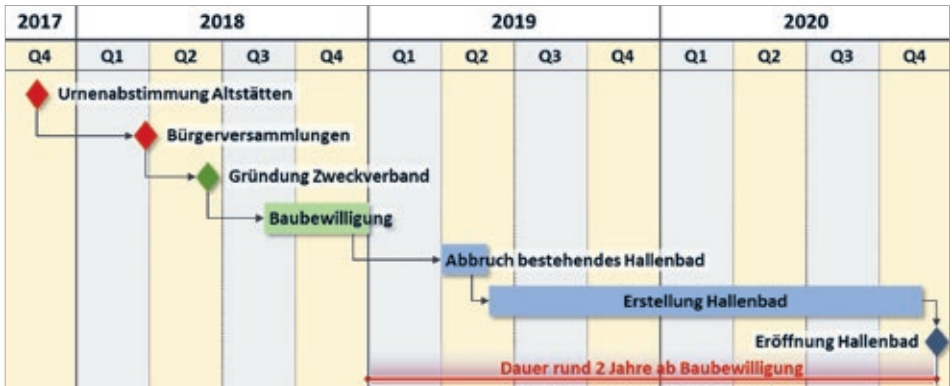 2017 2018 2019 2020
Q4 Q1 Q2 Q3 Q4 Q1 Q2 Q3 Q4 Q1 Q2 Q3 Q4
Urnenabstimmung Altstätten
Bürgerversammlungen
Gründung Zweckverband
Baubewilligung
Abbruch bestehendes Hallenbad
Erstellung Hallenbad
Eröffnung Hallenbad
Dauer rund 2 Jahre ab Baubewilligung